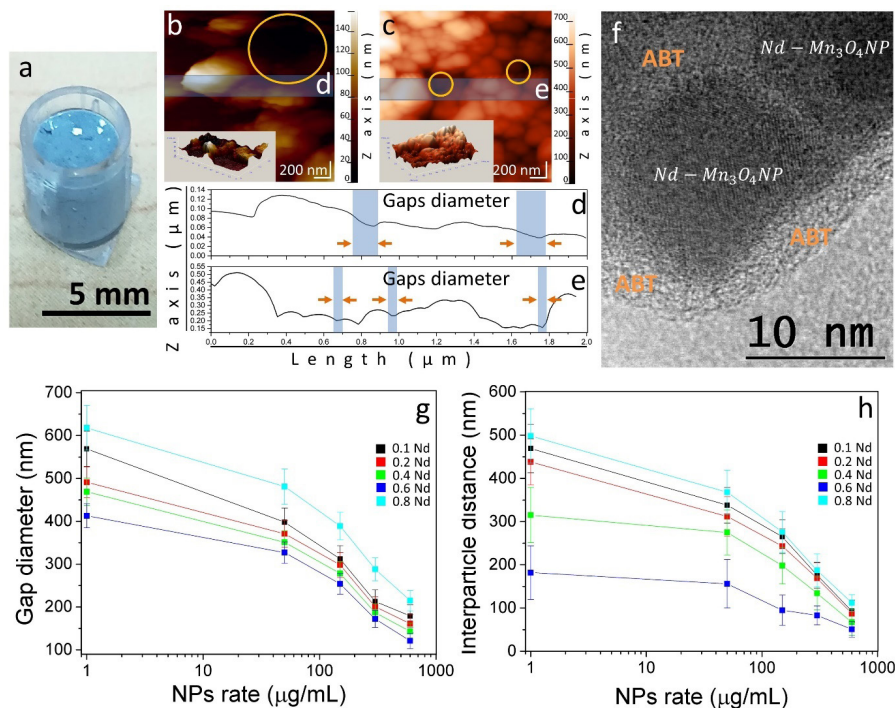 a
5 mm
b
d
200 nm
140
120
100
80
60
40
20
0
Z axis (nm)
c
e
200 nm
700
600
500
400
300
200
100
0
Z axis (nm)
0.14
0.12
0.10
0.08
0.06
0.04
0.02
0.00
Gaps diameter
d
0.45
0.35
0.25
0.15
Gaps diameter
e
Z axis (μm)
0.0 0.2 0.4 0.6 0.8 1.0 1.2 1.4 1.6 1.8 2.0
Length (μm)
f
ABT
Nd − Mn₃O₄NP
Nd − Mn₃O₄NP
ABT
ABT
10 nm
g
700
600
500
400
300
200
100
Gap diameter (nm)
0.1 Nd
0.2 Nd
0.4 Nd
0.6 Nd
0.8 Nd
1 10 100 1000
NPs rate (μg/mL)
h
600
500
400
300
200
100
0
Interparticle distance (nm)
0.1 Nd
0.2 Nd
0.4 Nd
0.6 Nd
0.8 Nd
1 10 100 1000
NPs rate (μg/mL)